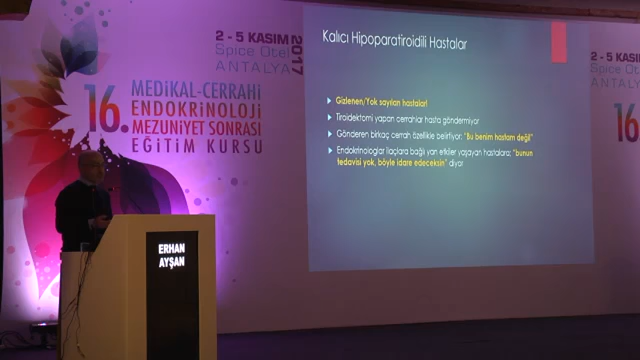 2 - 5 KASIM
Spice Otel
ANTALYA
2017
16.
MEDİKAL-CERRAHİ
ENDOKRİNOLOJİ
MEZUNİYET SONRASI
EĞİTİM KURSU
Kalıcı Hipoparatiroidili Hastalar
Gizlenen/Yok sayılan hastalar!
Tiroidektomi yapan cerrahlar hasta göndermiyor
Gönderen birkaç cerrah özellikle belirtiyor: "Bu benim hastam değil"
Endokrinologlar ilaçlara bağlı yan etkiler yaşayan hastalara; "bunun
tedavisi yok, böyle idare edeceksin" diyor
2 - 5 KASIM
Spice Otel
ANTALYA
16
ERHAN
AYŞAN